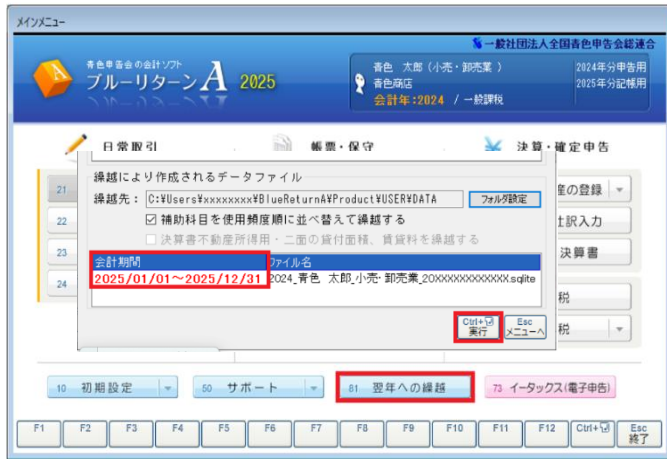 メインメニュー
一般社団法人全国青色申告会総連合
青色申告会の会計ソフト
ブルーリターンA 2025
青色 太郎(小売・卸売業 )
青色商店
会計年:2024 / 一般課税
2024年分申告用
2025年分記帳用
日常取引
帳票・保守
決算・確定申告
21
22
23
24
産の登録
仕訳入力
決算書
税
税
繰越により作成されるデータファイル
繰越先: C:¥Users¥xxxxxxxx¥BlueReturnA¥Product¥USER¥DATA フォルダ設定
補助科目を使用頻度順に並べ替えて繰越する
決算書不動産所得用・二面の貸付面積、賃貸料を繰越する
会計期間 ファイル名
2025/01/01~2025/12/31 2024_青色 太郎_小売・卸売業_20XXXXXXXXXXXX.sqlite
Ctrl+
実行
Esc
メニューへ
10 初期設定
50 サポート
81 翌年への繰越
73 イータックス(電子申告)
F1 F2 F3 F4 F5 F6 F7 F8 F9 F10 F11 F12 Ctrl+ Esc
終了